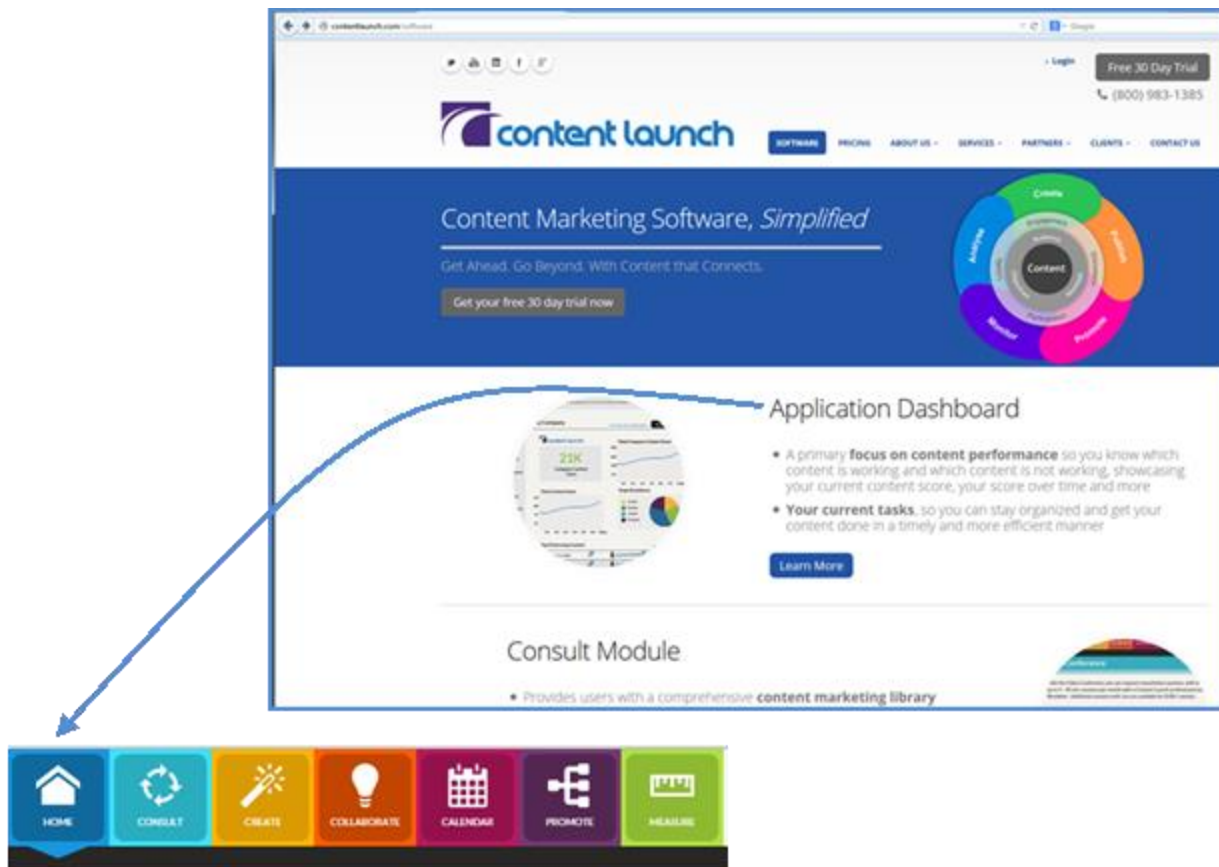 contentlaunch.com/software
Google
Login
Free 30 Day Trial
(800) 983-1385
content launch
SOFTWARE PRICING ABOUT US SERVICES PARTNERS CLIENTS CONTACT US
Content Marketing Software, Simplified
Get Ahead. Go Beyond. With Content that Connects.
Get your free 30 day trial now
Create
Publish
Promote
Monitor
Analyse
Content
Application Dashboard
• A primary focus on content performance so you know which
content is working and which content is not working, showcasing
your current content score, your score over time and more
• Your current tasks, so you can stay organized and get your
content done in a timely and more efficient manner
Learn More
content launch
21K
Consult Module
• Provides users with a comprehensive content marketing library
HOME CONSULT CREATE COLLABORATE CALENDAR PROMOTE MEASURE